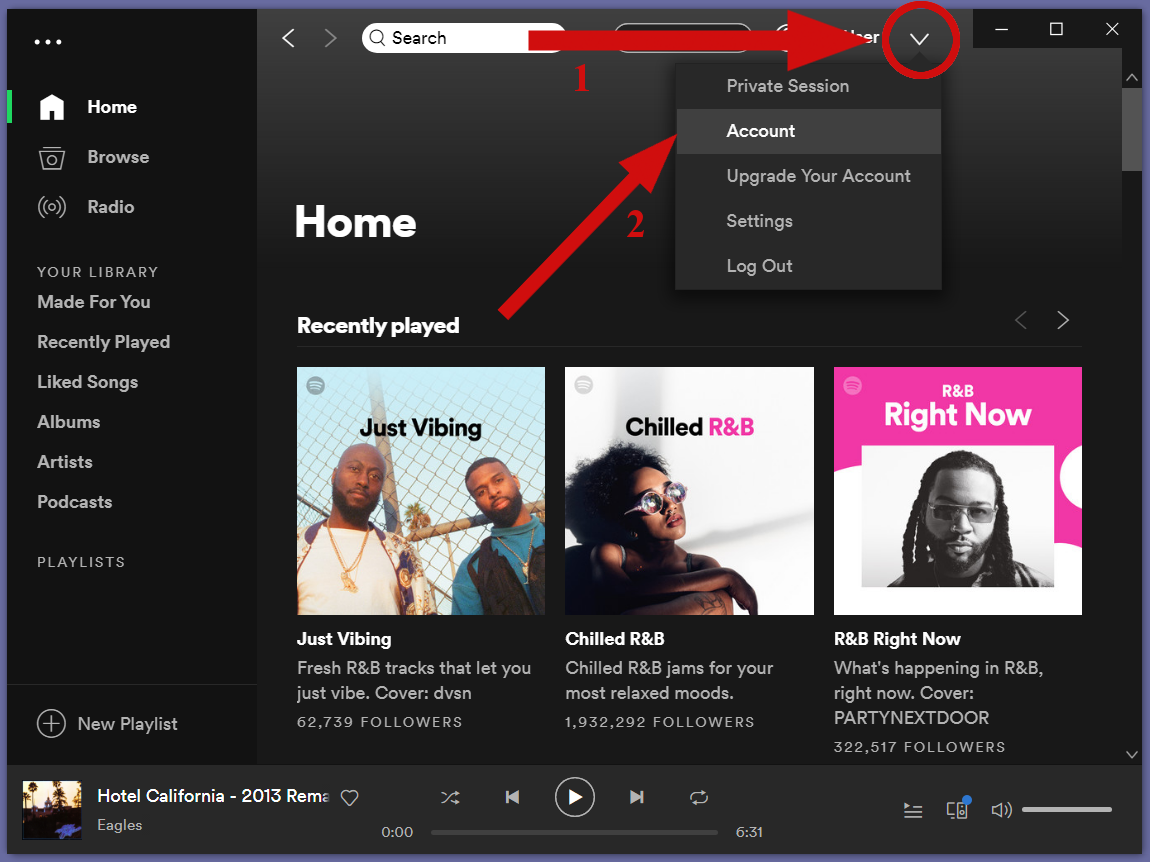 Search
1
Private Session
Account
Upgrade Your Account
Settings
Log Out
2
Home
Browse
Radio
YOUR LIBRARY
Made For You
Recently Played
Liked Songs
Albums
Artists
Podcasts
PLAYLISTS
New Playlist
Home
Recently played
Just Vibing
Chilled R&B
R&B
Right Now
Just Vibing
Fresh R&B tracks that let you
just vibe. Cover: dvsn
62,739 FOLLOWERS
Chilled R&B
Chilled R&B jams for your
most relaxed moods.
1,932,292 FOLLOWERS
R&B Right Now
What's happening in R&B,
right now. Cover:
PARTYNEXTDOOR
322,517 FOLLOWERS
Hotel California - 2013 Rema
Eagles
0:00
6:31